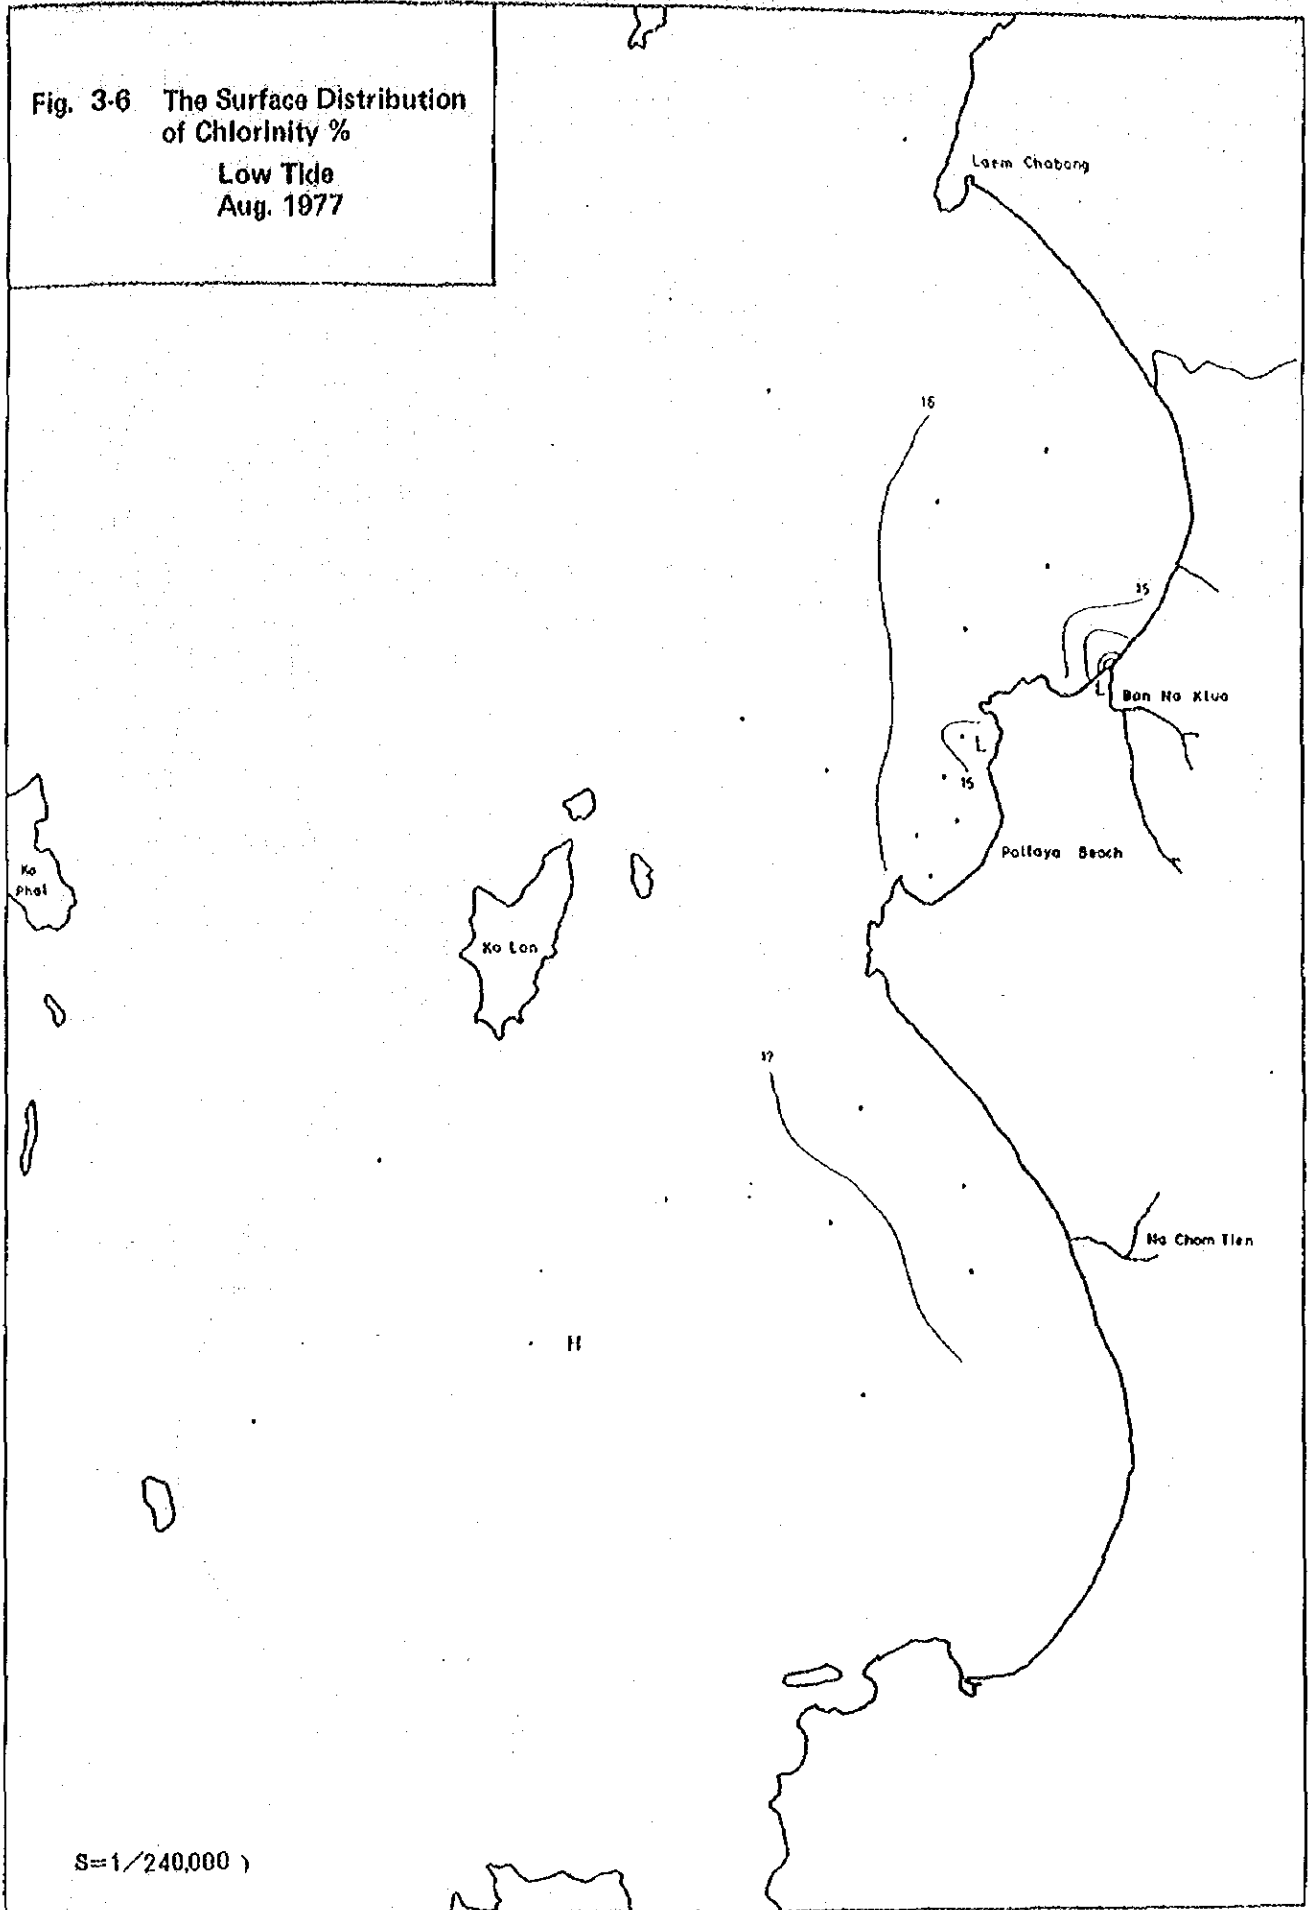 Fig. 3-6 The Surface Distribution
of Chlorinity %
Low Tide
Aug. 1977
Laem Chabang
16
15
L
Ban Na Klua
L
15
Pattaya Beach
Ko
Phai
Ko Lan
17
Na Chom Tien
H
S=1/240,000 )